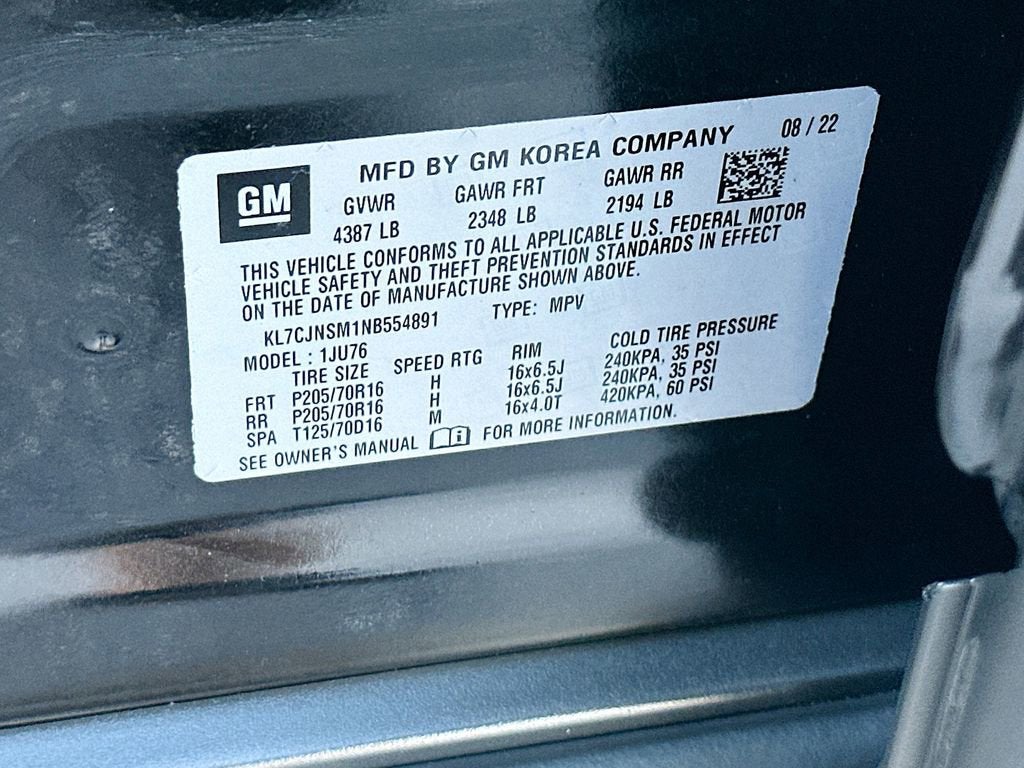 MFD BY GM KOREA COMPANY 08 / 22
GM
GVWR GAWR FRT GAWR RR
4387 LB 2348 LB 2194 LB
THIS VEHICLE CONFORMS TO ALL APPLICABLE U.S. FEDERAL MOTOR
VEHICLE SAFETY AND THEFT PREVENTION STANDARDS IN EFFECT
ON THE DATE OF MANUFACTURE SHOWN ABOVE.
KL7CJNSM1NB554891 TYPE: MPV
MODEL : 1JU76
TIRE SIZE SPEED RTG RIM COLD TIRE PRESSURE
FRT P205/70R16 H 16x6.5J 240KPA, 35 PSI
RR P205/70R16 H 16x6.5J 240KPA, 35 PSI
SPA T125/70D16 M 16x4.0T 420KPA, 60 PSI
SEE OWNER'S MANUAL FOR MORE INFORMATION.